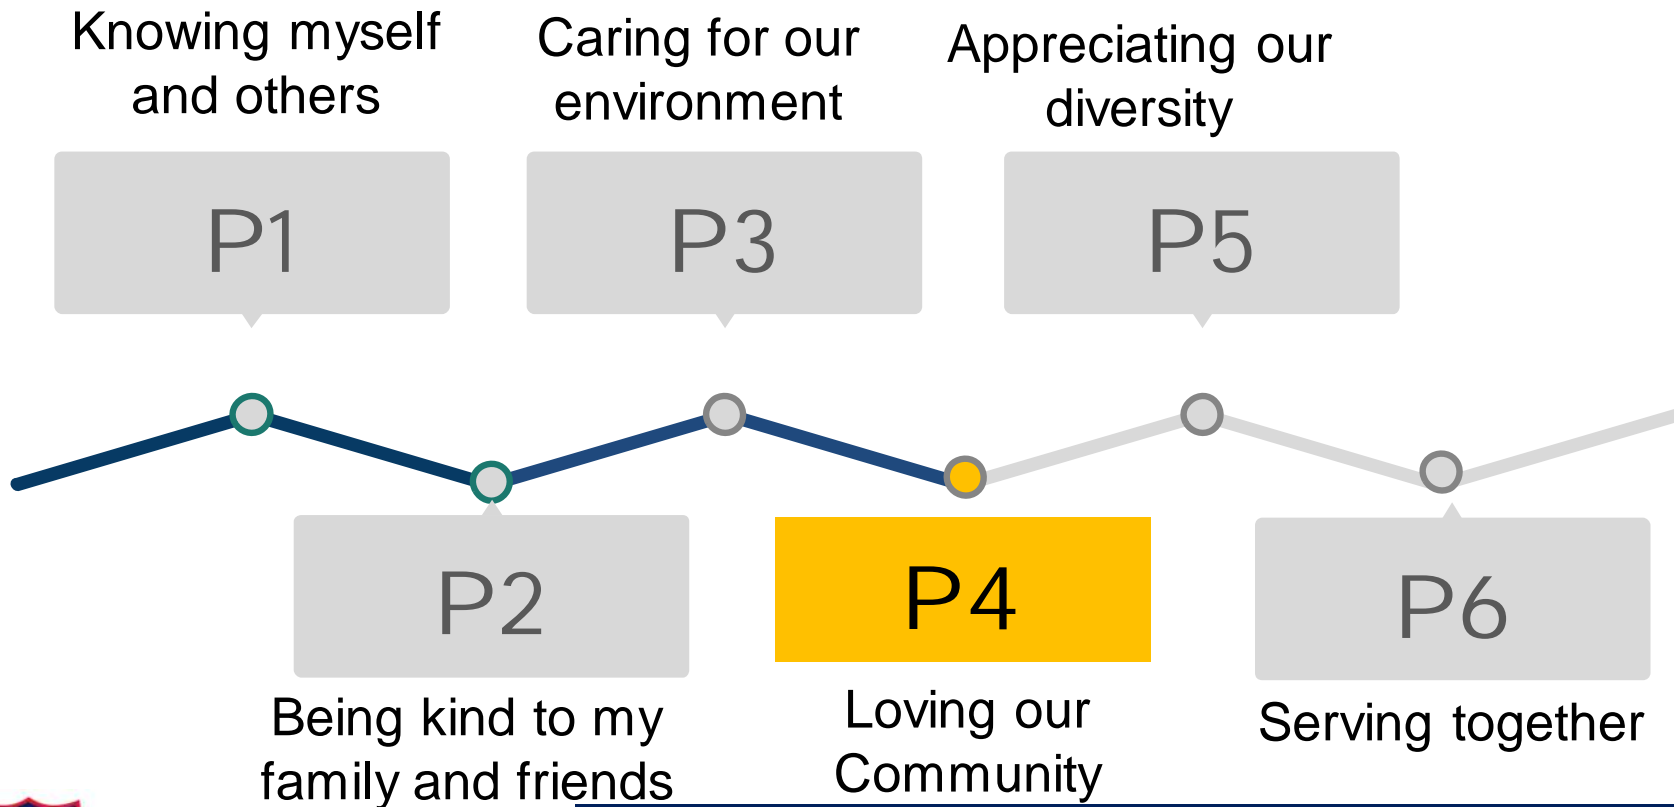 Knowing myself
and others
Caring for our
environment
Appreciating our
diversity
P1
P3
P5
P2
P4
P6
Being kind to my
family and friends
Loving our
Community
Serving together